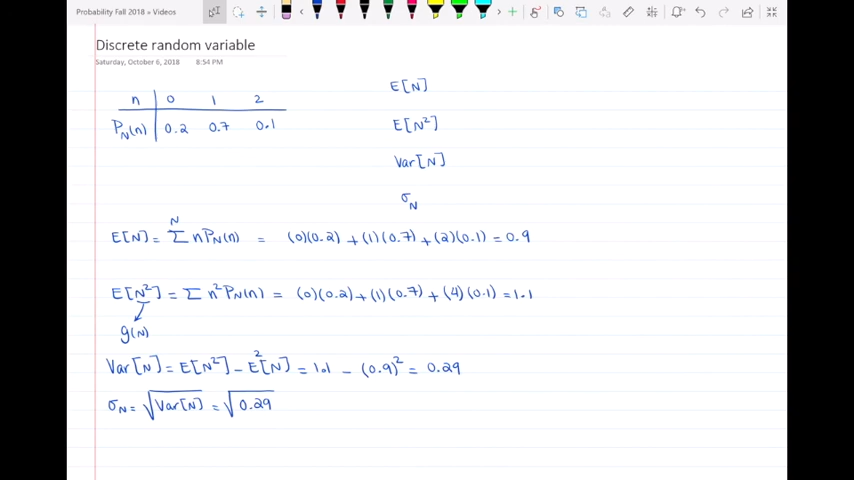 Probability Fall 2018 » Videos
Discrete random variable
Saturday, October 6, 2018 8:54 PM
n 0 1 2
P_N(n) 0.2 0.7 0.1
E[N]
E[N²]
Var[N]
σ_N
E[N] = Σ^N n P_N(n) = (0)(0.2) + (1)(0.7) + (2)(0.1) = 0.9
E[N²] = Σ n² P_N(n) = (0)(0.2) + (1)(0.7) + (4)(0.1) = 1.1
g(N)
Var[N] = E[N²] - E²[N] = 1.1 - (0.9)² = 0.29
σ_N = √Var[N] = √0.29